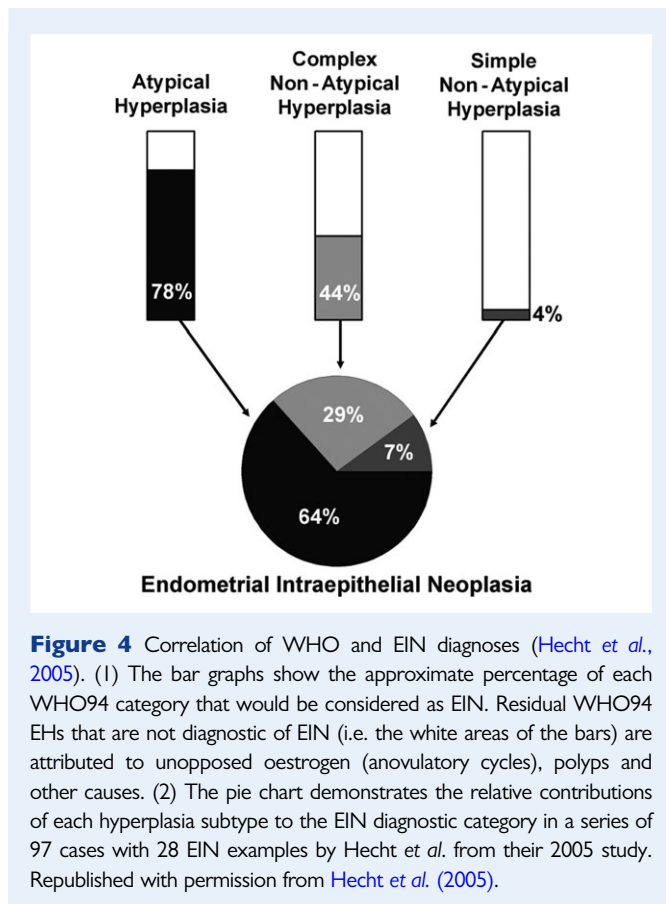 Atypical
Hyperplasia
Complex
Non - Atypical
Hyperplasia
Simple
Non - Atypical
Hyperplasia
78%
44%
4%
29%
7%
64%
Endometrial Intraepithelial Neoplasia
Figure 4 Correlation of WHO and EIN diagnoses (Hecht et al.,
2005). (1) The bar graphs show the approximate percentage of each
WHO94 category that would be considered as EIN. Residual WHO94
EHs that are not diagnostic of EIN (i.e. the white areas of the bars) are
attributed to unopposed oestrogen (anovulatory cycles), polyps and
other causes. (2) The pie chart demonstrates the relative contributions
of each hyperplasia subtype to the EIN diagnostic category in a series of
97 cases with 28 EIN examples by Hecht et al. from their 2005 study.
Republished with permission from Hecht et al. (2005).